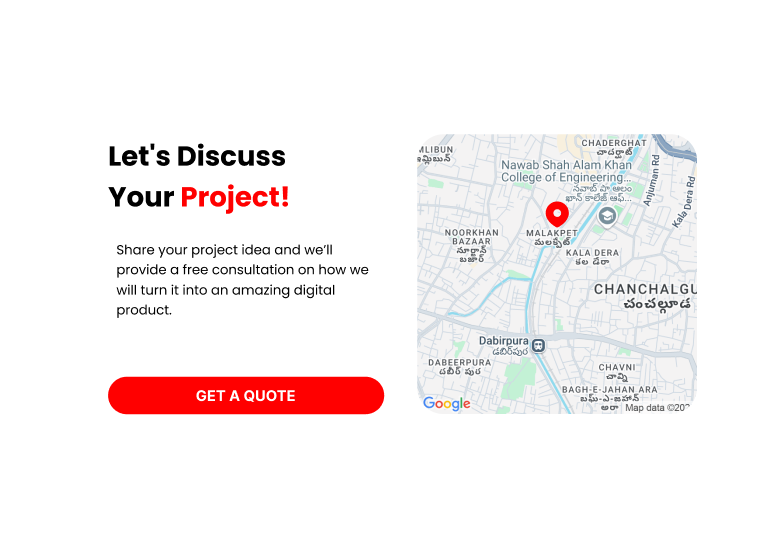 Let's Discuss
Your Project!
Share your project idea and we’ll
provide a free consultation on how we
will turn it into an amazing digital
product.
GET A QUOTE
MLIBUN
CHADERGHAT
చాదర్ఘాట్
Nawab Shah Alam Khan
College of Engineering...
నవాబ్ షా ఆలం
ఖాన్ కాలేజ్ ఆఫ్...
Anjuman Rd
Kala Dera Rd
MALAKPET
మలక్పేట్
NOORKHAN
BAZAAR
నూర్ఖాన్
బజార్
KALA DERA
కల డేరా
CHANCHALGU
చంచల్గూడ
Dabirpura
డబీర్‌పుర
DABEERPURA
డబీర్ పుర
CHAVNI
చావ్ని
BAGH-E-JAHAN ARA
బఘ్-ఎ-జహాన్
అరా
Google
Map data ©202